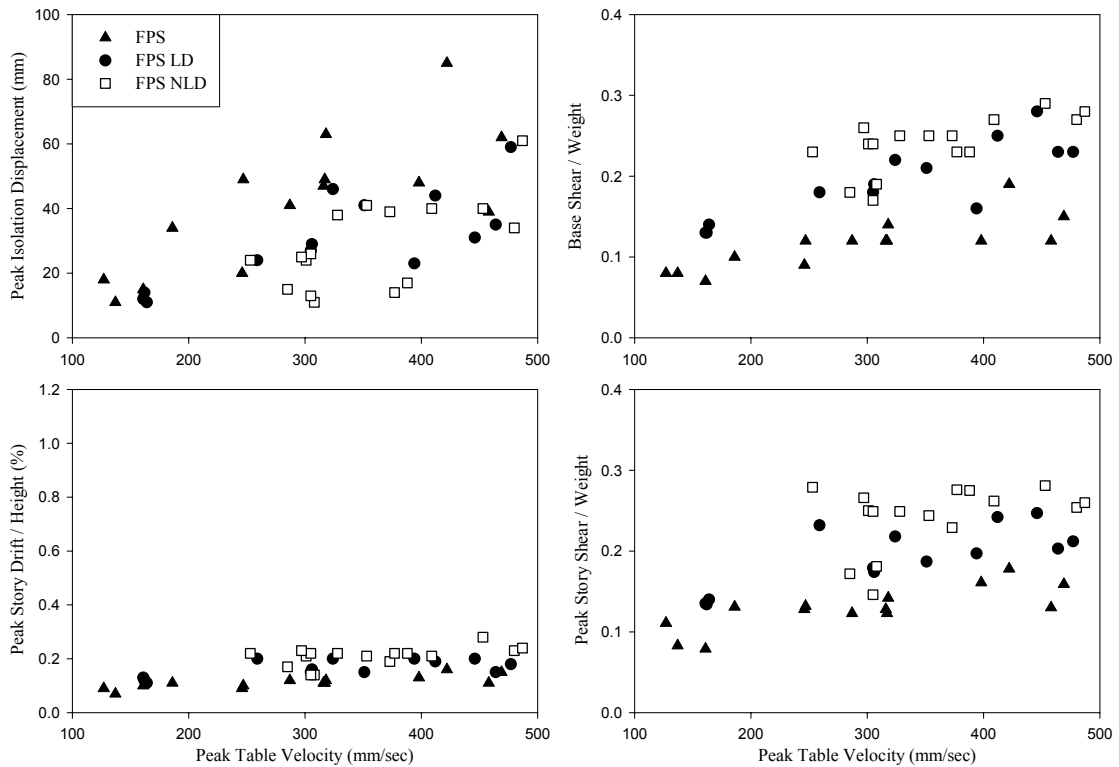 FPS
FPS LD
FPS NLD
Peak Isolation Displacement (mm)
100
80
60
40
20
0
100 200 300 400 500
Base Shear / Weight
0.4
0.3
0.2
0.1
0.0
100 200 300 400 500
Peak Story Drift / Height (%)
1.2
1.0
0.8
0.6
0.4
0.2
0.0
100 200 300 400 500
Peak Table Velocity (mm/sec)
Peak Story Shear / Weight
0.4
0.3
0.2
0.1
0.0
100 200 300 400 500
Peak Table Velocity (mm/sec)